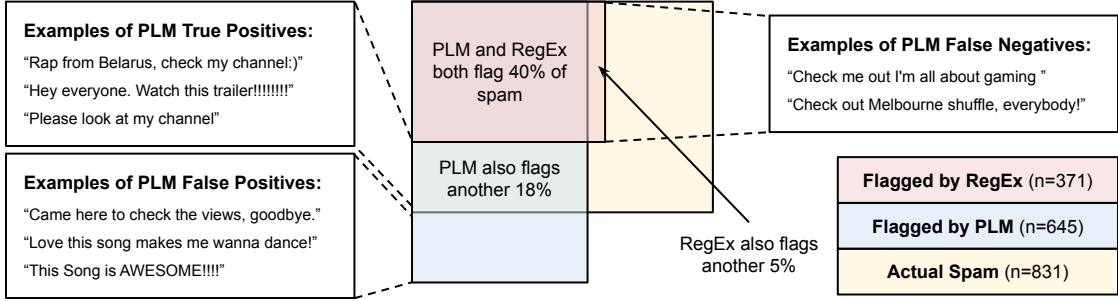 Examples of PLM True Positives:
“Rap from Belarus, check my channel:)”
“Hey everyone. Watch this trailer!!!!!!!!”
“Please look at my channel”
Examples of PLM False Positives:
“Came here to check the views, goodbye.”
“Love this song makes me wanna dance!”
“This Song is AWESOME!!!!”
PLM and RegEx
both flag 40% of
spam
PLM also flags
another 18%
RegEx also flags
another 5%
Examples of PLM False Negatives:
“Check me out I'm all about gaming ”
“Check out Melbourne shuffle, everybody!”
Flagged by RegEx (n=371)
Flagged by PLM (n=645)
Actual Spam (n=831)